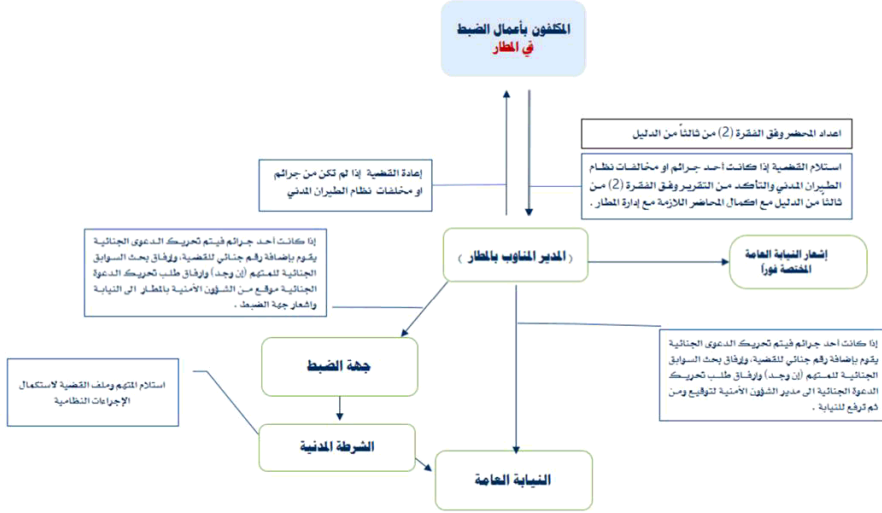 المكلفون بأعمال الضبط
في المطار
اعداد المحضر وفق الفقرة (2) من ثالثاً من الدليل
استلام القضية إذا كانت أحد جرائم او مخالفات نظام
الطيران المدني والتأكد من التقرير وفق الفقرة (2) من
ثالثاً من الدليل مع اكمال المحاضر اللازمة مع إدارة المطار .
إعادة القضية إذا لم تكن من جرائم
او مخلفات نظام الطيران المدني
( المدير المناوب بالمطار )
إشعار النيابة العامة
المختصة فوراً
إذا كانت أحد جرائم فيتم تحريك الدعوى الجنائية
يقوم بإضافة رقم جنائي للقضية، وإرفاق بحث السوابق
الجنائية للمتهم (إن وجد) وإرفاق طلب تحريك الدعوة
الجنائية موقع من الشؤون الأمنية بالمطار الى النيابة
واشعار جهة الضبط .
إذا كانت أحد جرائم فيتم تحريك الدعوى الجنائية
يقوم بإضافة رقم جنائي للقضية، وإرفاق بحث السوابق
الجنائية للمتهم (إن وجد) وإرفاق طلب تحريك
الدعوة الجنائية الى مدير الشؤون الأمنية لتوقيع ومن
ثم ترفع للنيابة .
جهة الضبط
استلام المتهم وملف القضية لاستكمال
الإجراءات النظامية
الشرطة المدنية
النيابة العامة